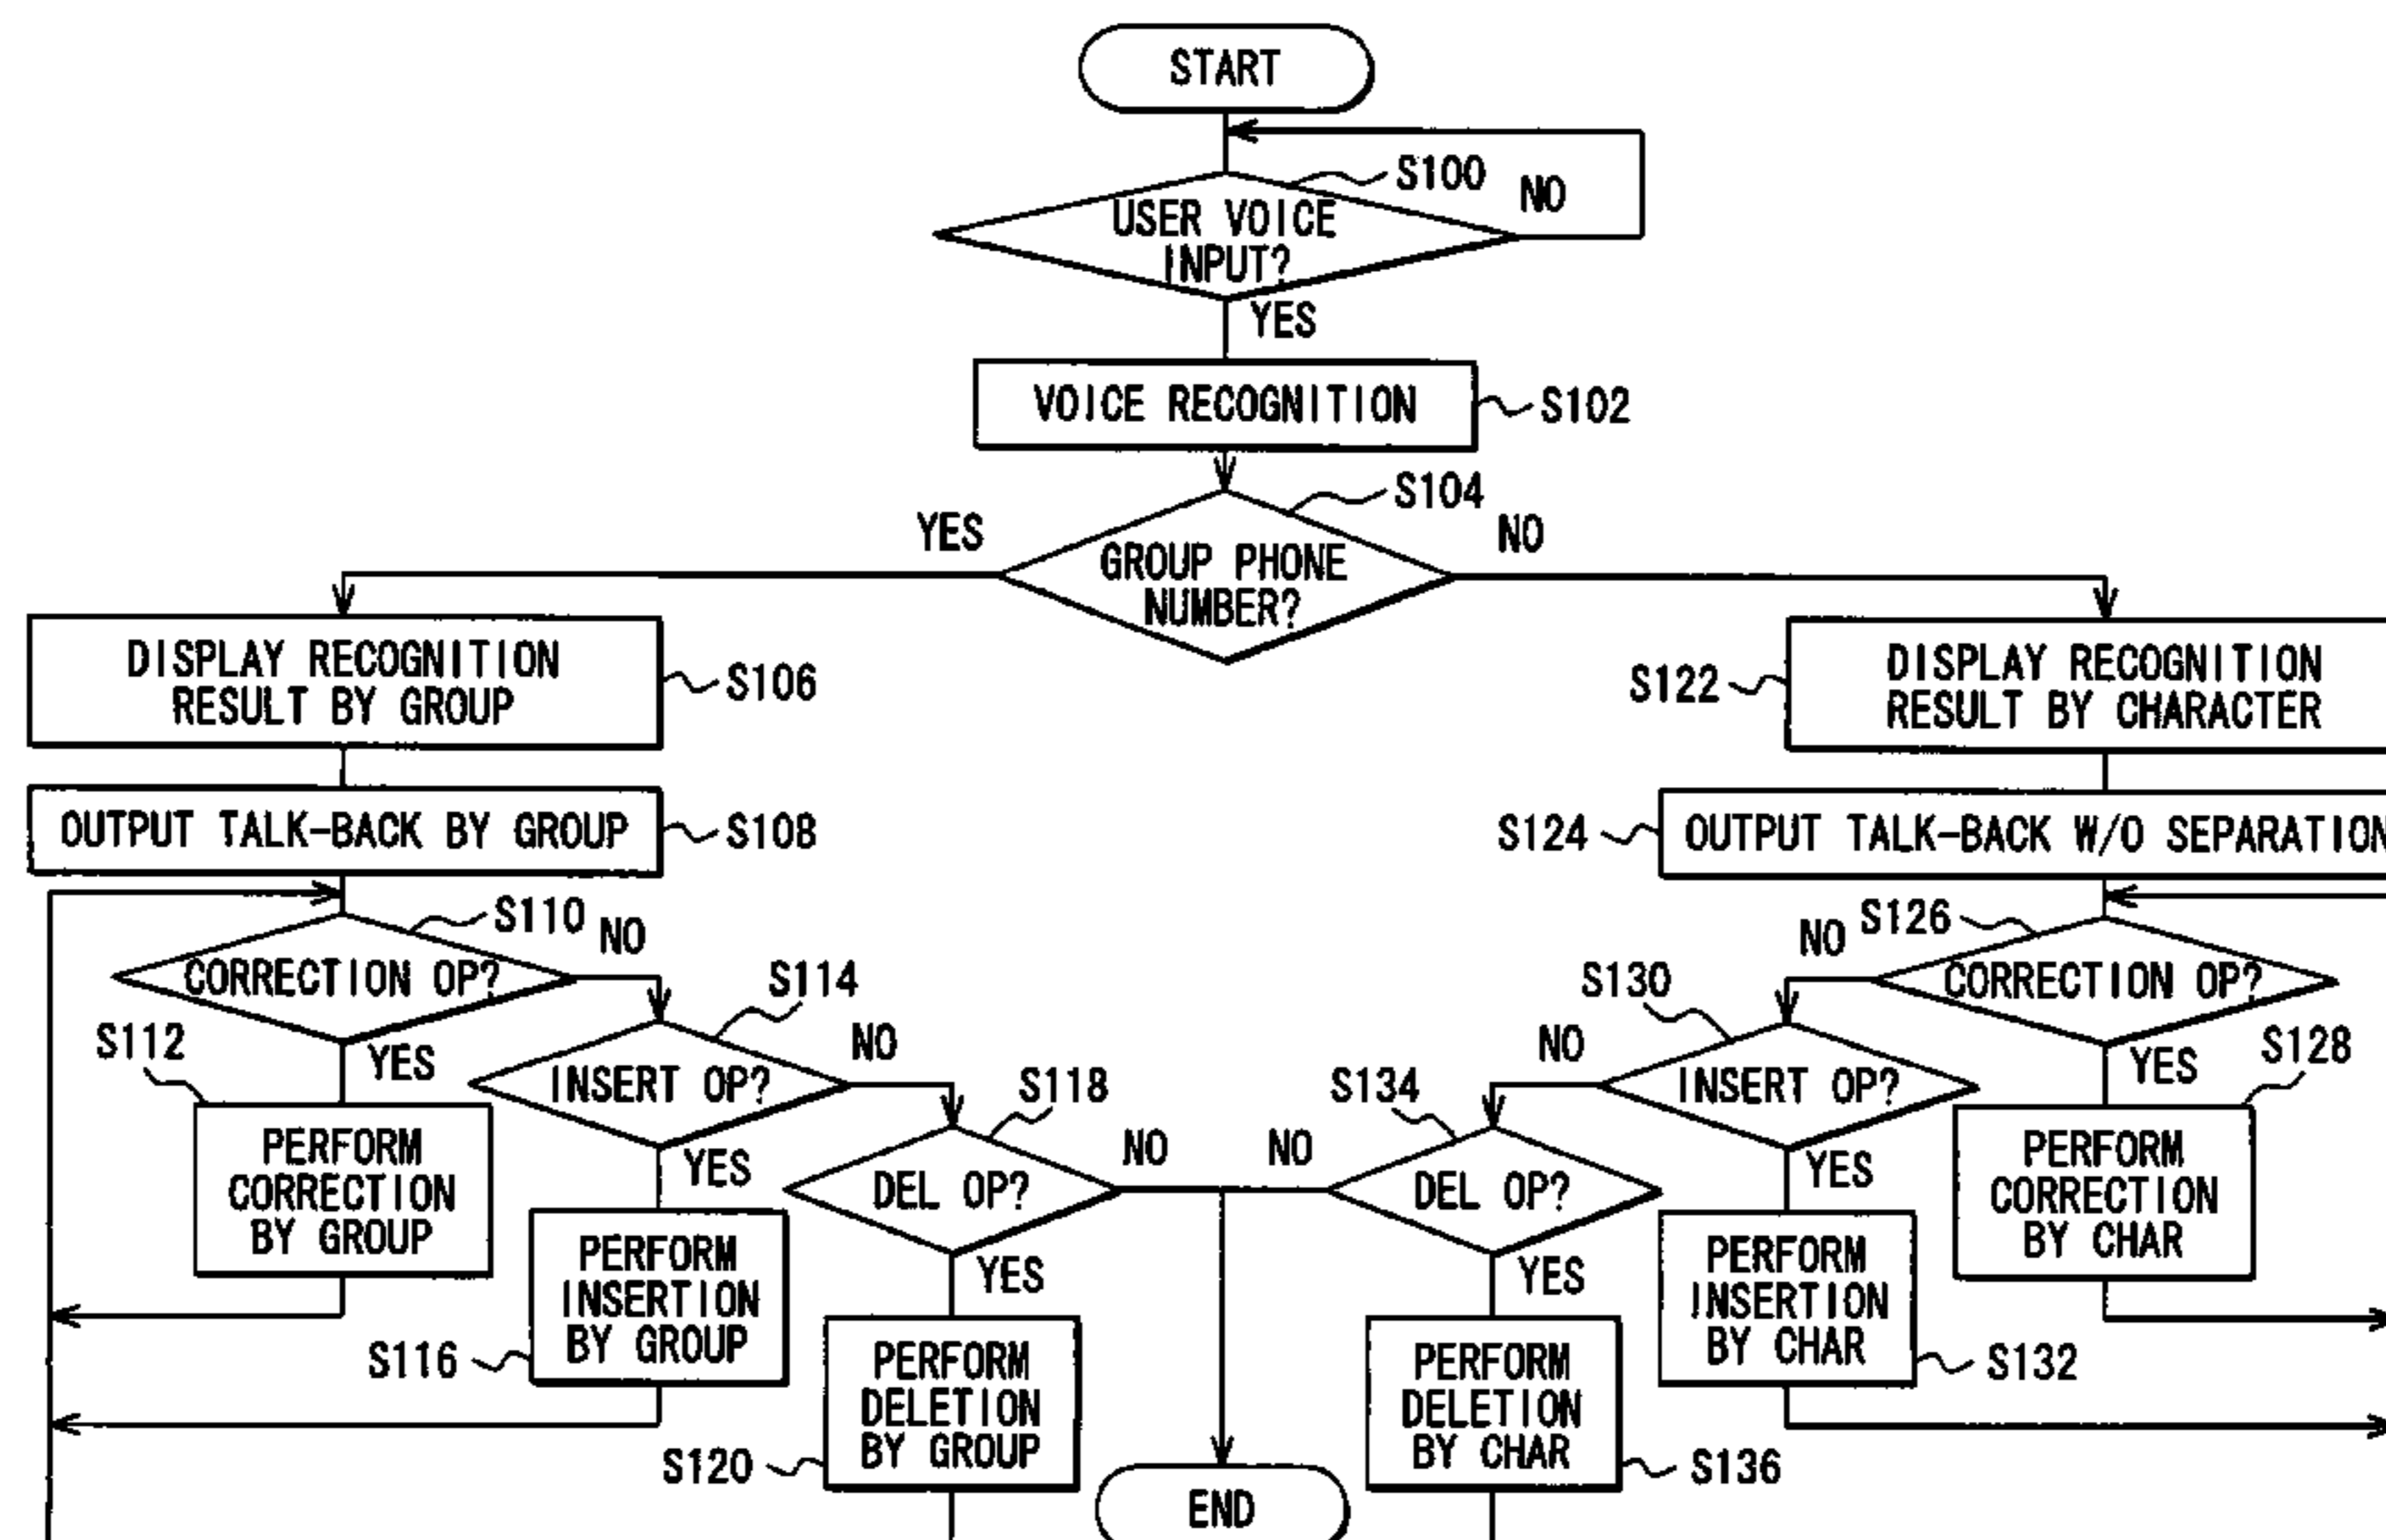 START
S100
NO
USER VOICE
INPUT?
YES
VOICE RECOGNITION
S102
S104
YES
NO
GROUP PHONE
NUMBER?
DISPLAY RECOGNITION
RESULT BY GROUP
S106
S122
DISPLAY RECOGNITION
RESULT BY CHARACTER
OUTPUT TALK-BACK BY GROUP
S108
S124
OUTPUT TALK-BACK W/O SEPARATION
S110
NO
CORRECTION OP?
YES
S112
PERFORM
CORRECTION
BY GROUP
S114
NO
INSERT OP?
YES
PERFORM
INSERTION
BY GROUP
S116
S118
NO
DEL OP?
YES
PERFORM
DELETION
BY GROUP
S120
NO
S126
CORRECTION OP?
YES
S128
PERFORM
CORRECTION
BY CHAR
S130
NO
INSERT OP?
YES
PERFORM
INSERTION
BY CHAR
S132
S134
NO
DEL OP?
YES
PERFORM
DELETION
BY CHAR
S136
END